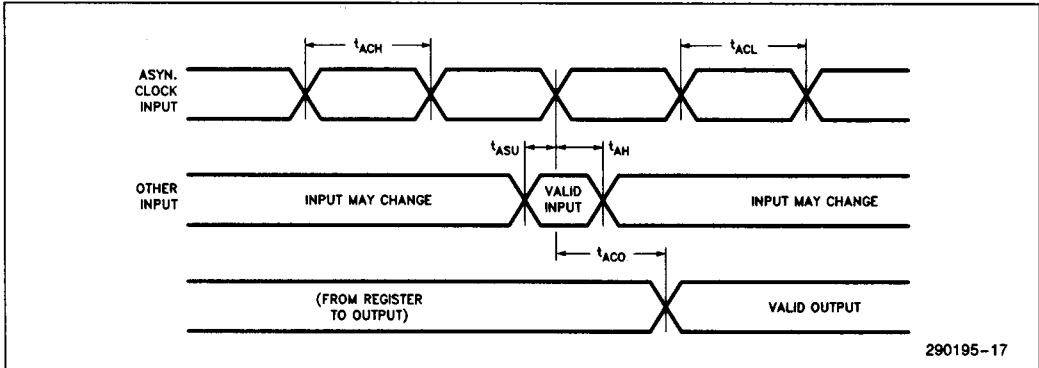 tACH
tACL
ASYN.
CLOCK
INPUT
tASU
tAH
OTHER
INPUT
INPUT MAY CHANGE
VALID
INPUT
INPUT MAY CHANGE
tACO
(FROM REGISTER
TO OUTPUT)
VALID OUTPUT
290195-17